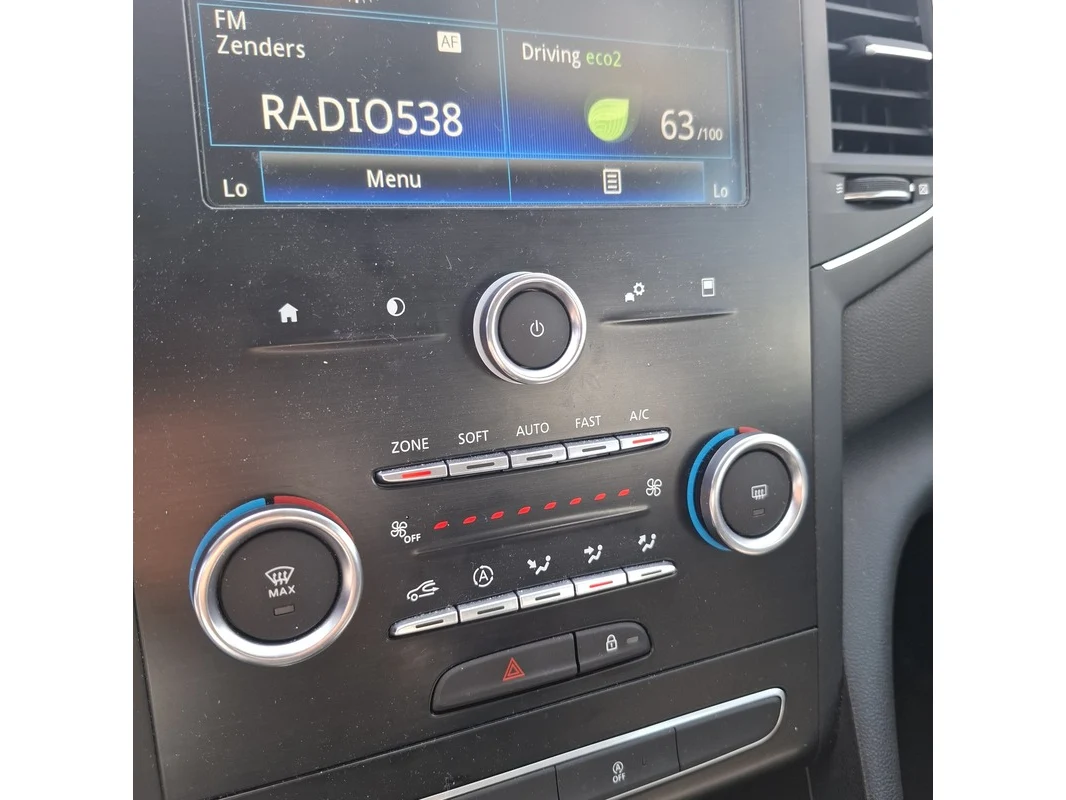 FM
Zenders
AF
RADIO538
Driving eco2
63/100
Lo
Menu
Lo
ZONE
SOFT
AUTO
FAST
A/C
OFF
MAX
A
A
OFF